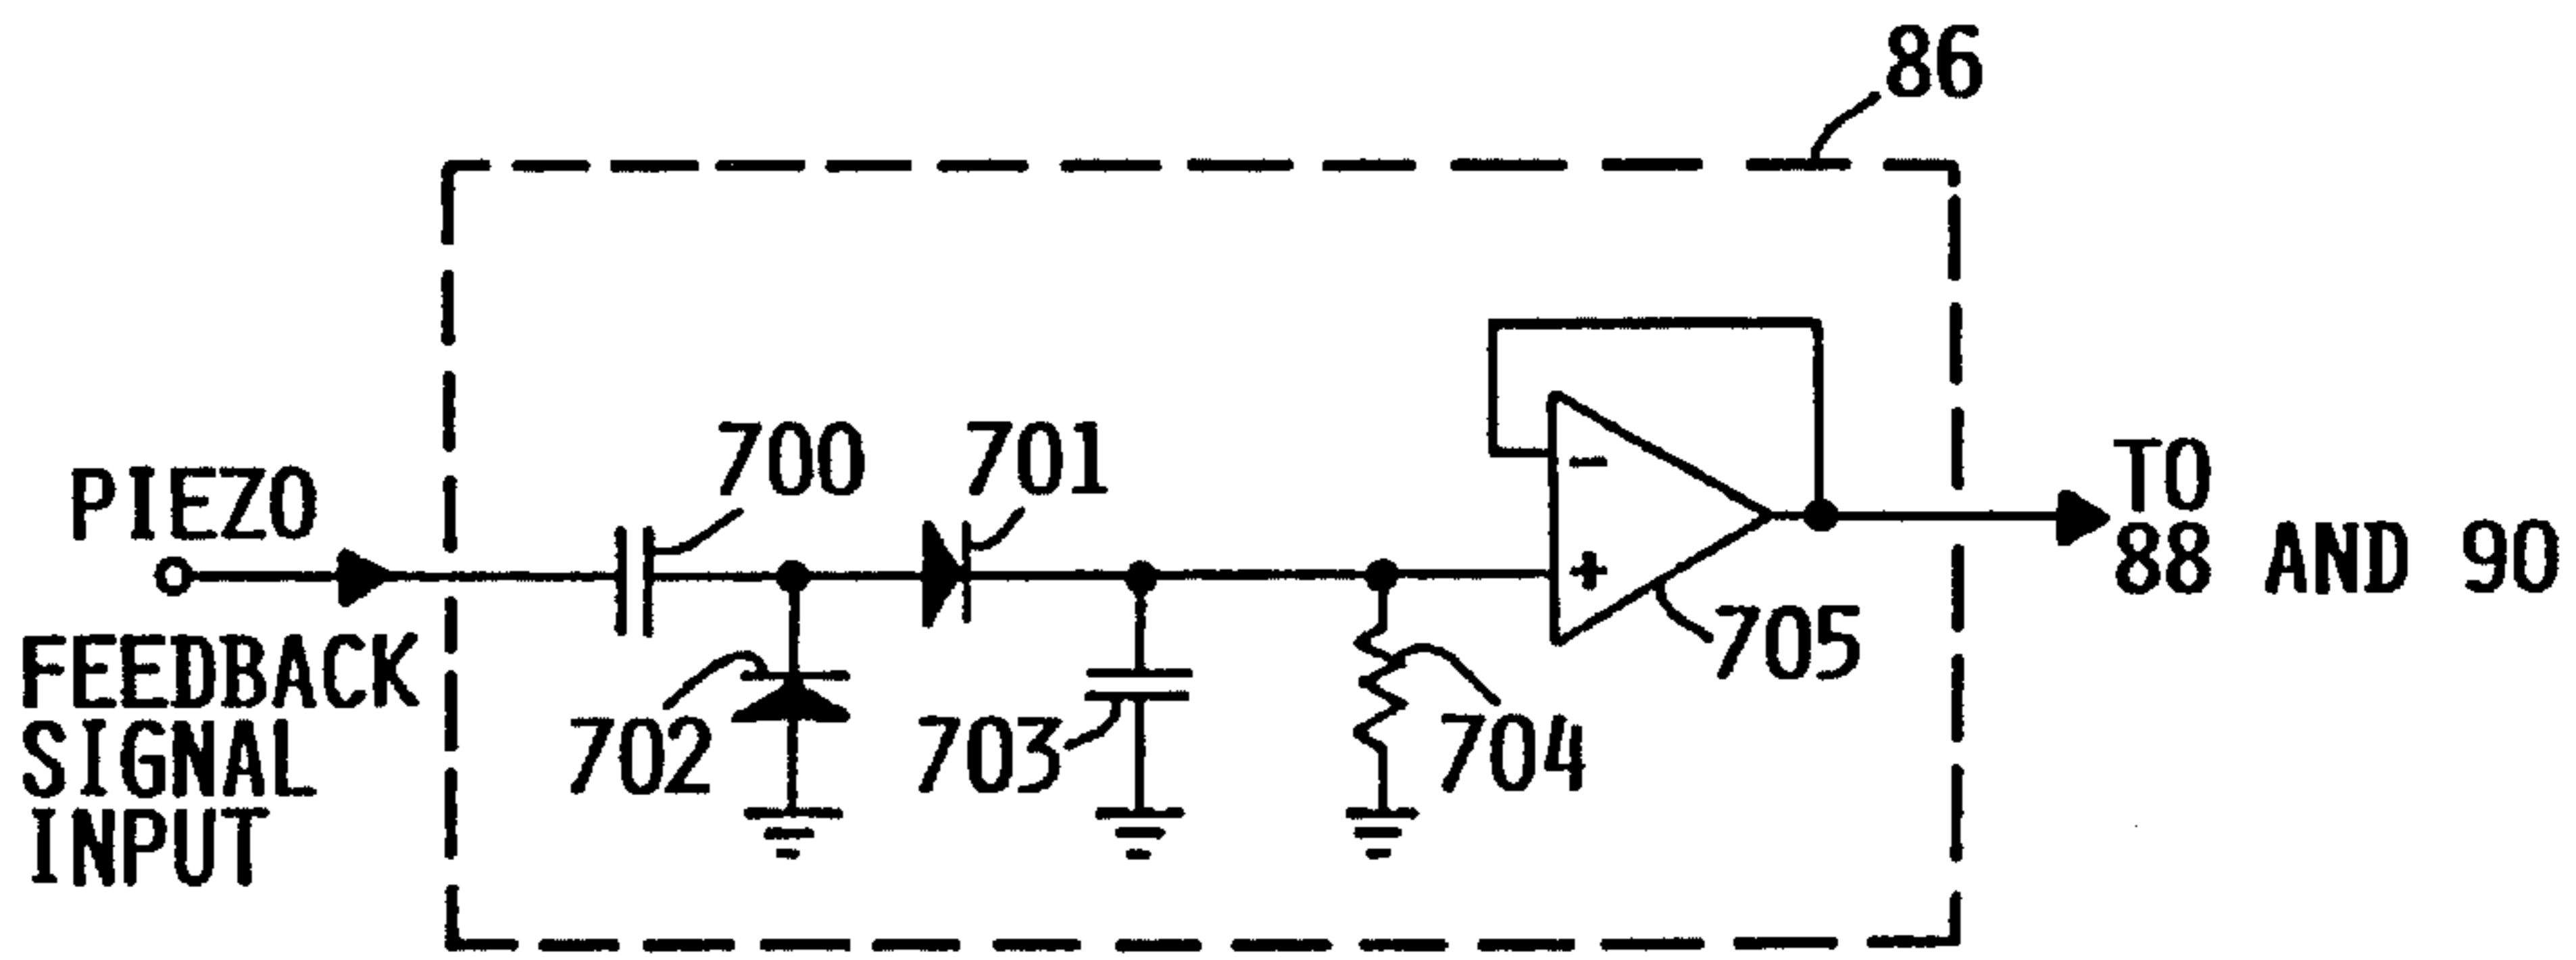 86
700
701
PIEZO
FEEDBACK
SIGNAL
INPUT
702
703
704
705
-
+
TO
88 AND 90